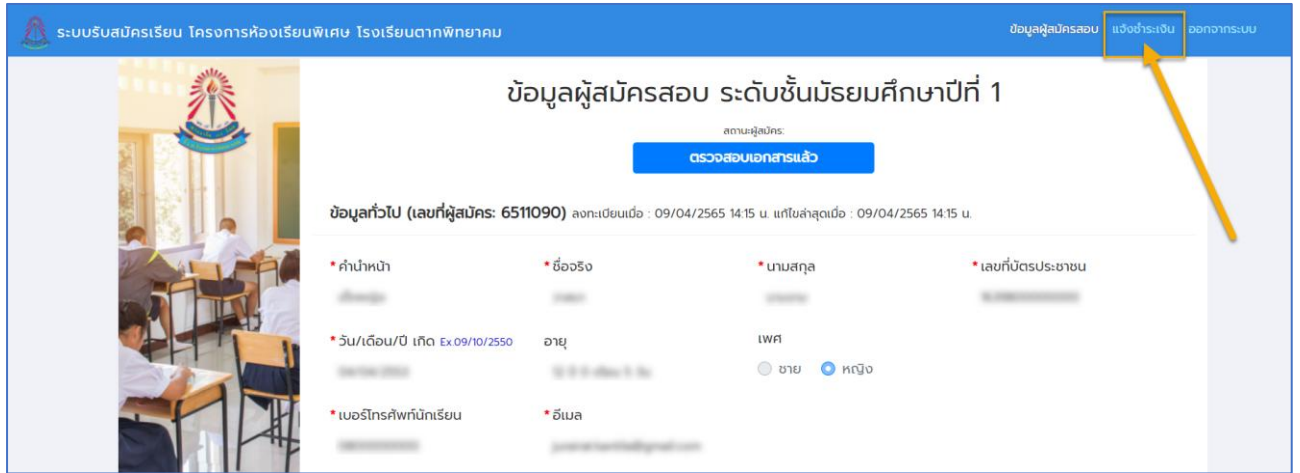 ระบบรับสมัครเรียน โครงการห้องเรียนพิเศษ โรงเรียนตากพิทยาคม
ข้อมูลผู้สมัครสอบ แจ้งชำระเงิน ออกจากระบบ
ข้อมูลผู้สมัครสอบ ระดับชั้นมัธยมศึกษาปีที่ 1
สถานะผู้สมัคร:
ตรวจสอบเอกสารแล้ว
ข้อมูลทั่วไป (เลขที่ผู้สมัคร: 6511090) ลงทะเบียนเมื่อ : 09/04/2565 14:15 น. แก้ไขล่าสุดเมื่อ : 09/04/2565 14:15 น.
* คำนำหน้า * ชื่อจริง * นามสกุล * เลขที่บัตรประชาชน
* วัน/เดือน/ปี เกิด Ex.09/10/2550 อายุ เพศ
ชาย หญิง
* เบอร์โทรศัพท์นักเรียน * อีเมล